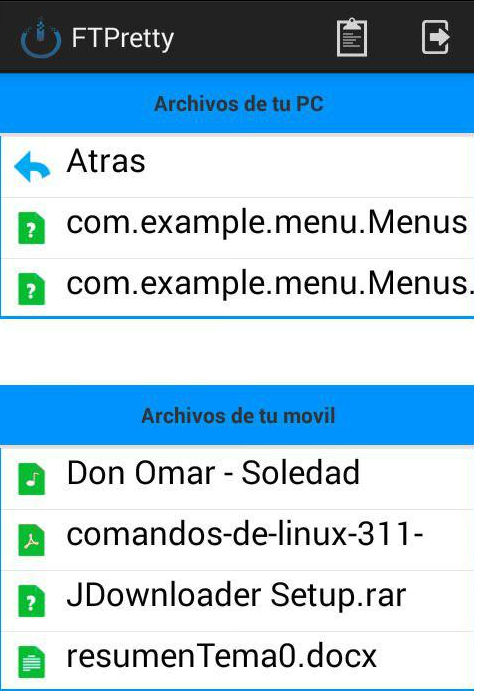 FTPretty
Archivos de tu PC
Atras
com.example.menu.Menus
com.example.menu.Menus.
Archivos de tu movil
Don Omar - Soledad
comandos-de-linux-311-
JDownloader Setup.rar
resumenTema0.docx